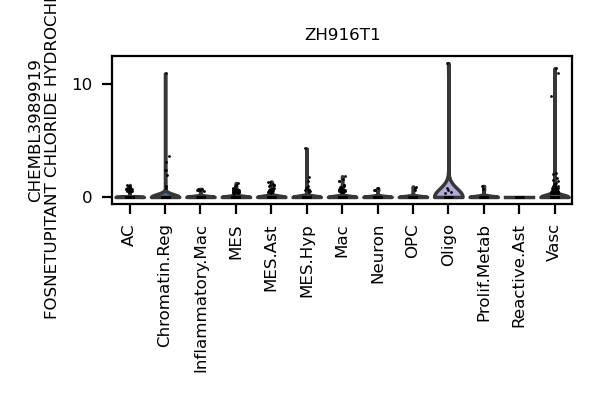 ZH916T1
CHEMBL3989919
FOSNETUPITANT CHLORIDE HYDROCHL
10
0
AC
Chromatin.Reg
Inflammatory.Mac
MES
MES.Ast
MES.Hyp
Mac
Neuron
OPC
Oligo
Prolif.Metab
Reactive.Ast
Vasc